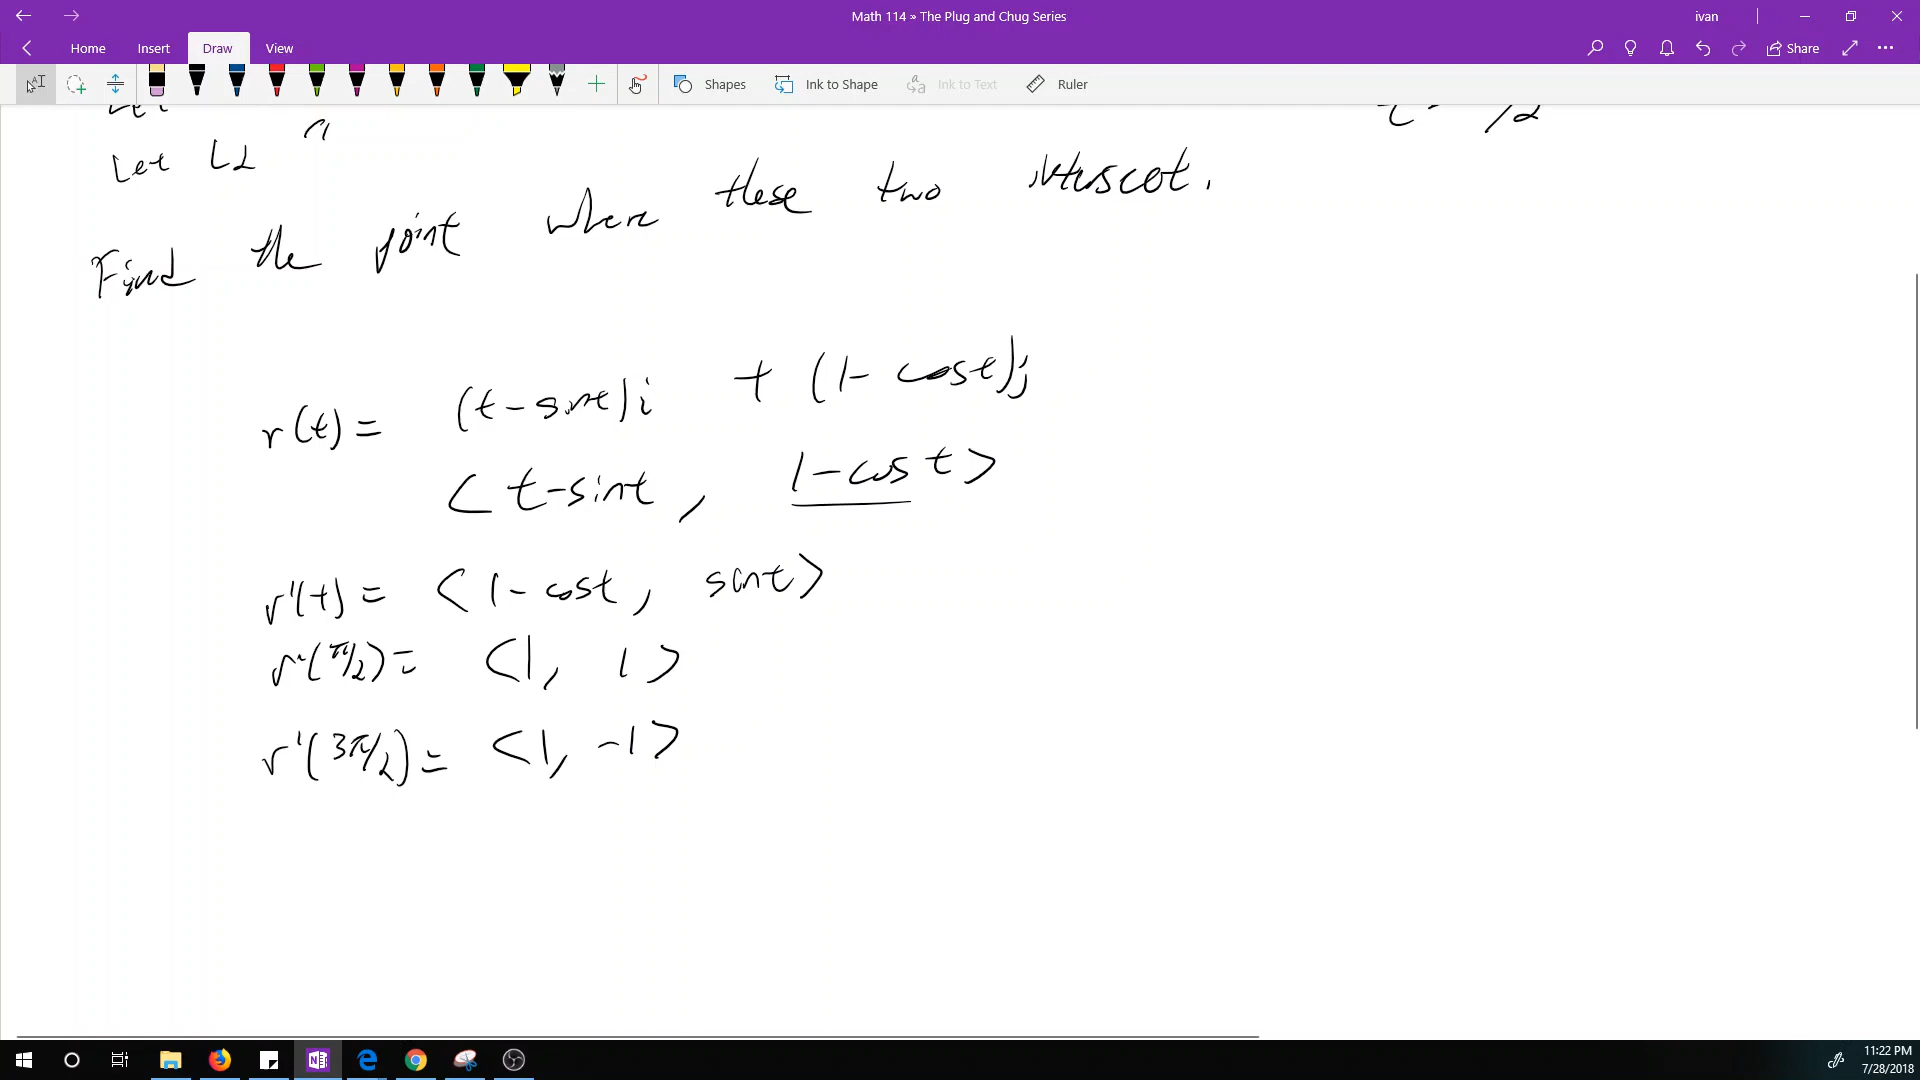 Math 114 » The Plug and Chug Series
ivan
Home Insert Draw View
Share
Shapes
Ink to Shape
Ink to Text
Ruler
Let
Let L2
Find the point where these two intersect.
r(t) = (t-sint)i + (1-cost)j
< t-sint, 1-cos t>
r'(t) = < 1-cost, sint>
r'(π/2) = <1, 1>
r'(3π/2) = <1, -1>
11:22 PM
7/28/2018